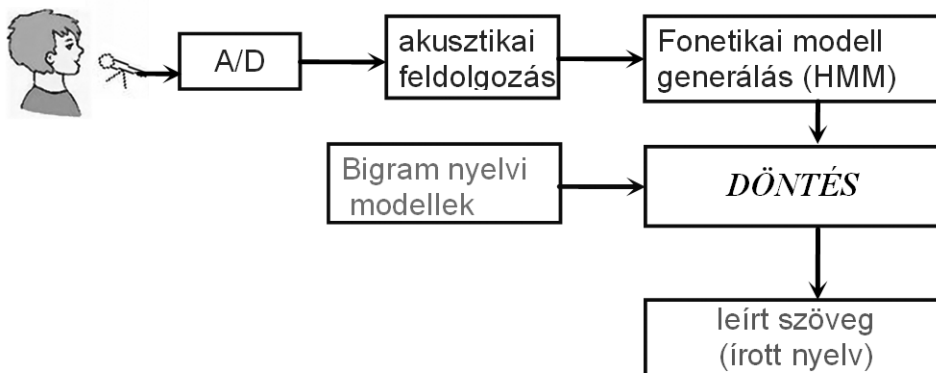 A/D
akusztikai
feldolgozás
Fonetikai modell
generálás (HMM)
Bigram nyelvi
modellek
DÖNTÉS
leírt szöveg
(írott nyelv)